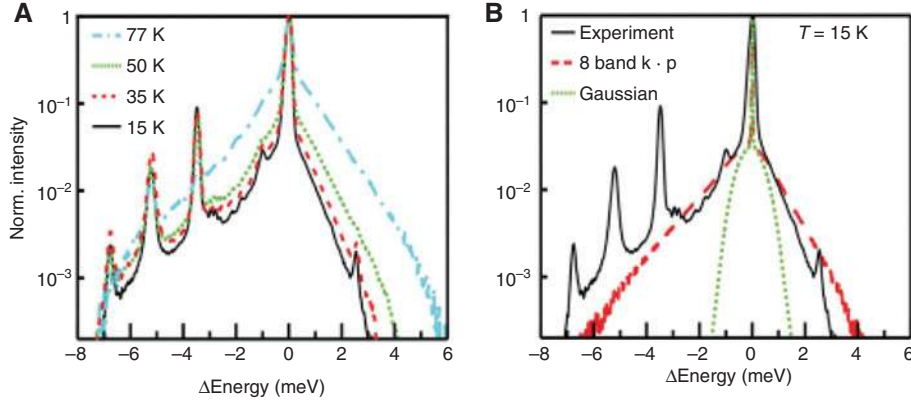 A
1
10⁻¹
10⁻²
10⁻³
Norm. intensity
77 K
50 K
35 K
15 K
−8 −6 −4 −2 0 2 4 6
ΔEnergy (meV)
B
1
10⁻¹
10⁻²
10⁻³
Experiment
8 band k · p
Gaussian
T = 15 K
−8 −6 −4 −2 0 2 4 6
ΔEnergy (meV)